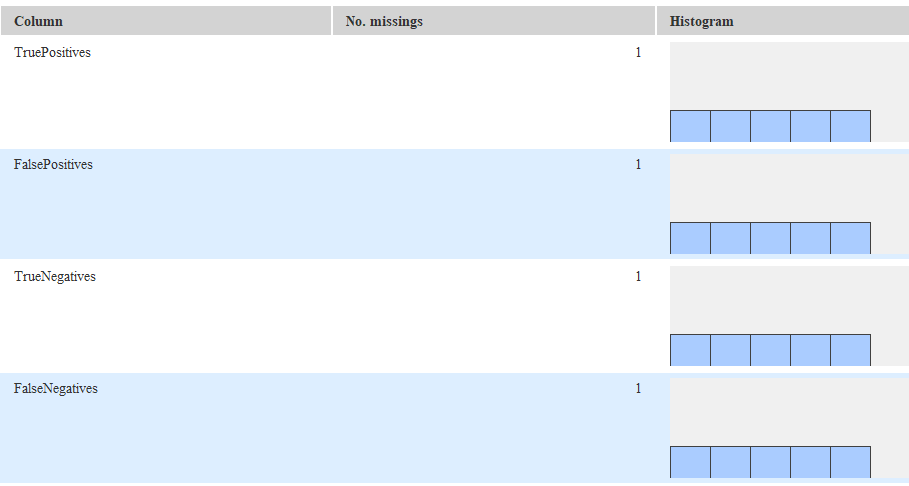 Column No. missings Histogram
TruePositives 1
FalsePositives 1
TrueNegatives 1
FalseNegatives 1